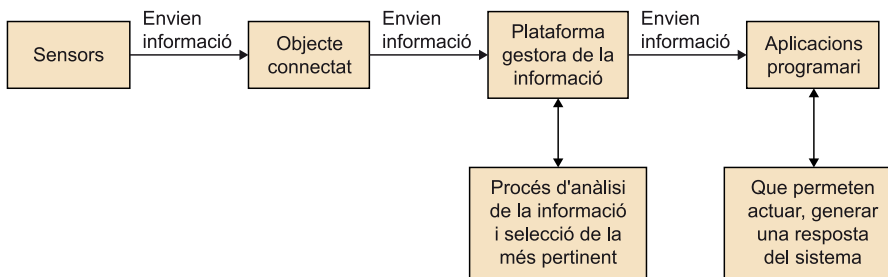 Sensors
Envien
informació
Objecte
connectat
Envien
informació
Plataforma
gestora de la
informació
Envien
informació
Aplicacions
programari
Procés d'anàlisi
de la informació
i selecció de la
més pertinent
Que permeten
actuar, generar
una resposta
del sistema